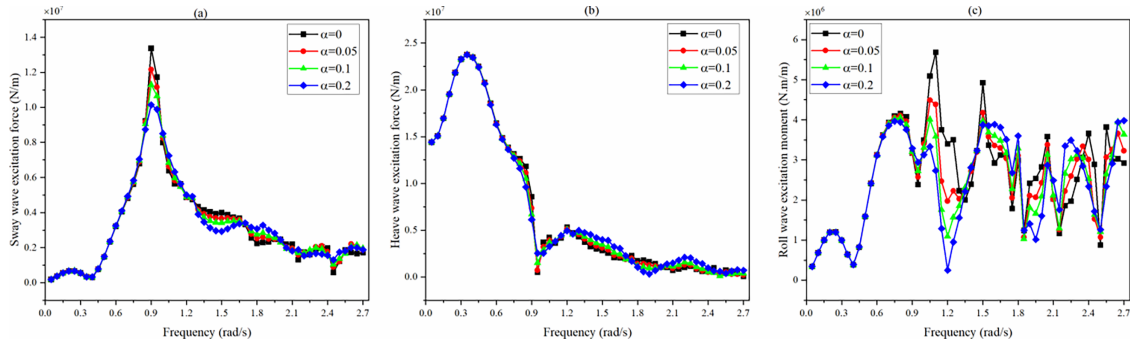 (a)
×10⁷
1.4
1.2
1.0
0.8
0.6
0.4
0.2
0.0
Sway wave excitation force (N/m)
α=0
α=0.05
α=0.1
α=0.2
0.0 0.3 0.6 0.9 1.2 1.5 1.8 2.1 2.4 2.7
Frequency (rad/s)
(b)
×10⁷
2.5
2.0
1.5
1.0
0.5
0.0
Heave wave excitation force (N/m)
α=0
α=0.05
α=0.1
α=0.2
0.0 0.3 0.6 0.9 1.2 1.5 1.8 2.1 2.4 2.7
Frequency (rad/s)
(c)
×10⁶
6
5
4
3
2
1
0
Roll wave excitation moment (N.m/m)
α=0
α=0.05
α=0.1
α=0.2
0.0 0.3 0.6 0.9 1.2 1.5 1.8 2.1 2.4 2.7
Frequency (rad/s)